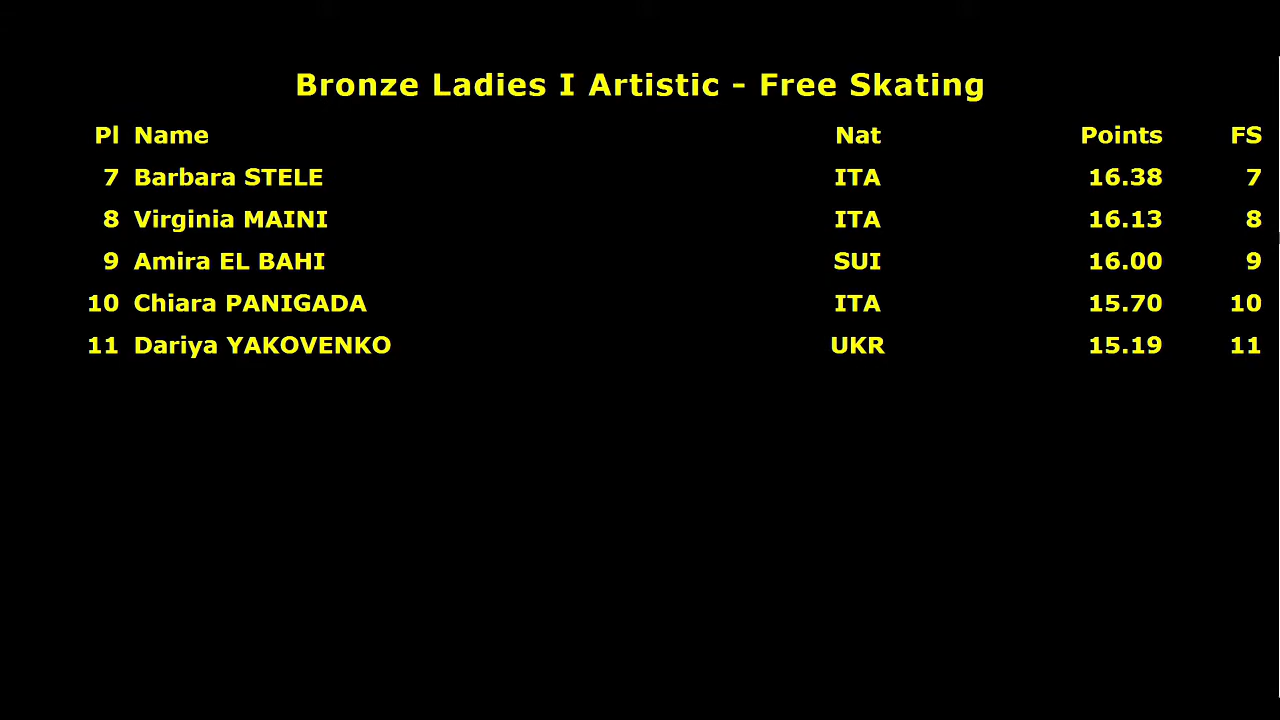 Bronze Ladies I Artistic - Free Skating
Pl Name Nat Points FS
7 Barbara STELE ITA 16.38 7
8 Virginia MAINI ITA 16.13 8
9 Amira EL BAHI SUI 16.00 9
10 Chiara PANIGADA ITA 15.70 10
11 Dariya YAKOVENKO UKR 15.19 11